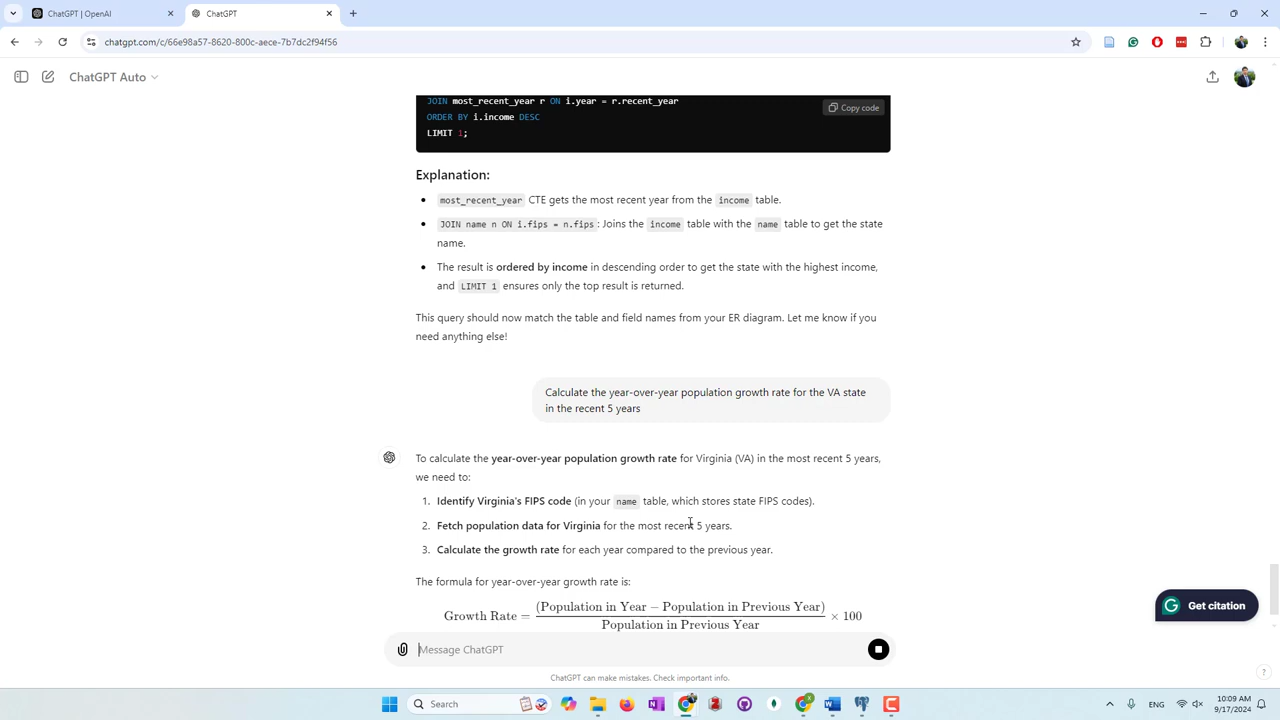 ChatGPT | OpenAI
ChatGPT
chatgpt.com/c/66e98a57-8620-800c-aece-7b7dc2f94f56
ChatGPT Auto
JOIN most_recent_year r ON i.year = r.recent_year
Copy code
ORDER BY i.income DESC
LIMIT 1;
Explanation:
most_recent_year CTE gets the most recent year from the income table.
JOIN name n ON i.fips = n.fips: Joins the income table with the name table to get the state
name.
The result is ordered by income in descending order to get the state with the highest income,
and LIMIT 1 ensures only the top result is returned.
This query should now match the table and field names from your ER diagram. Let me know if you
need anything else!
Calculate the year-over-year population growth rate for the VA state
in the recent 5 years
To calculate the year-over-year population growth rate for Virginia (VA) in the most recent 5 years,
we need to:
1. Identify Virginia's FIPS code (in your name table, which stores state FIPS codes).
2. Fetch population data for Virginia for the most recent 5 years.
3. Calculate the growth rate for each year compared to the previous year.
The formula for year-over-year growth rate is:
Growth Rate = (Population in Year − Population in Previous Year) / Population in Previous Year × 100
Get citation
Message ChatGPT
ChatGPT can make mistakes. Check important info.
?
Search
10:09 AM
9/17/2024